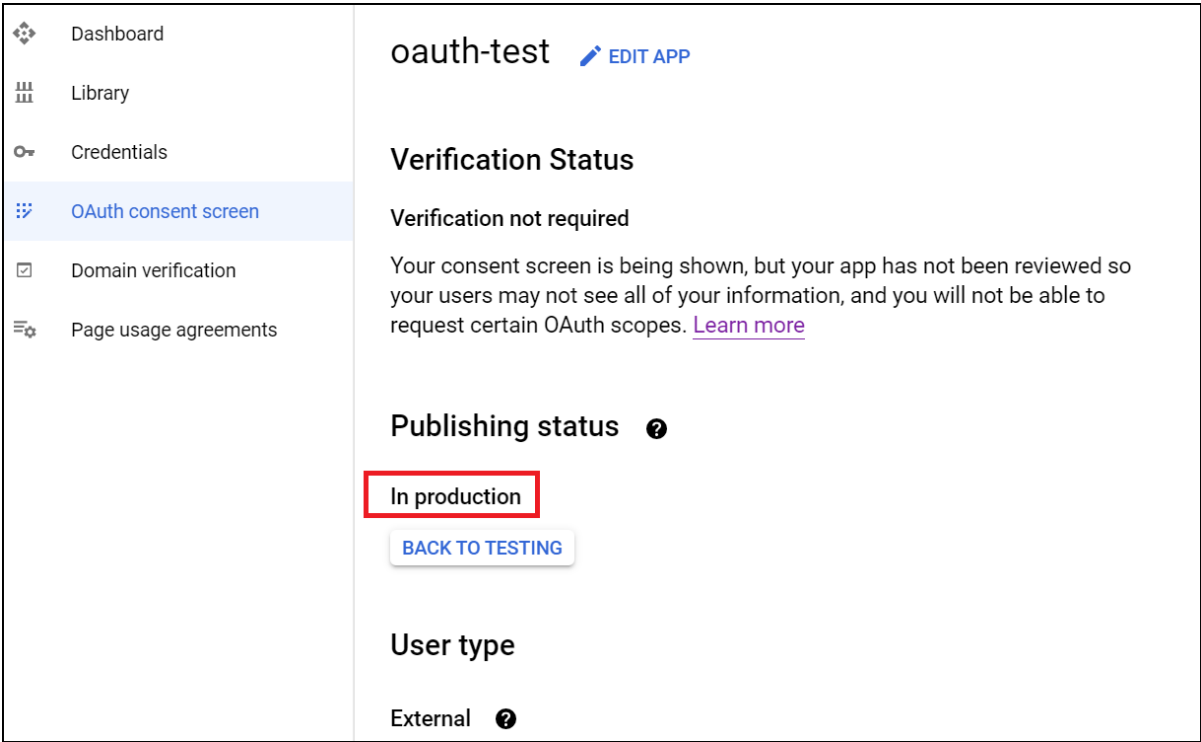 Dashboard
Library
Credentials
OAuth consent screen
Domain verification
Page usage agreements
oauth-test EDIT APP
Verification Status
Verification not required
Your consent screen is being shown, but your app has not been reviewed so
your users may not see all of your information, and you will not be able to
request certain OAuth scopes. Learn more
Publishing status ?
In production
BACK TO TESTING
User type
External ?